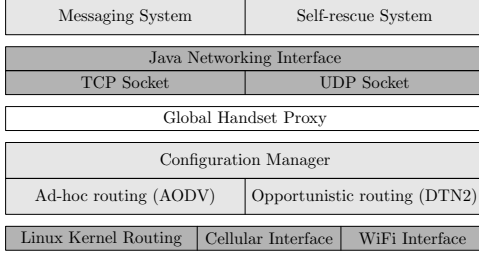 Messaging System Self-rescue System
Java Networking Interface
TCP Socket UDP Socket
Global Handset Proxy
Configuration Manager
Ad-hoc routing (AODV) Opportunistic routing (DTN2)
Linux Kernel Routing Cellular Interface WiFi Interface